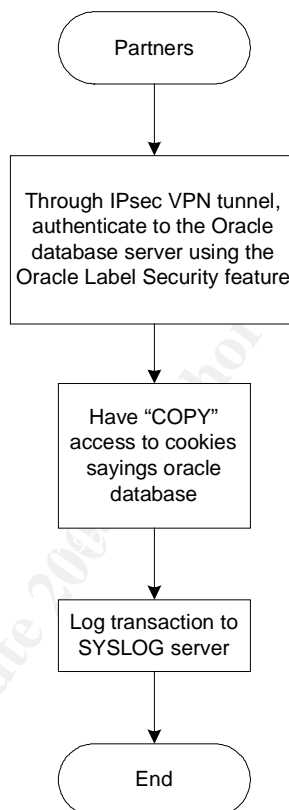 Partners
Through IPsec VPN tunnel,
authenticate to the Oracle
database server using the
Oracle Label Security feature
Have “COPY”
access to cookies
sayings oracle
database
Log transaction to
SYSLOG server
End